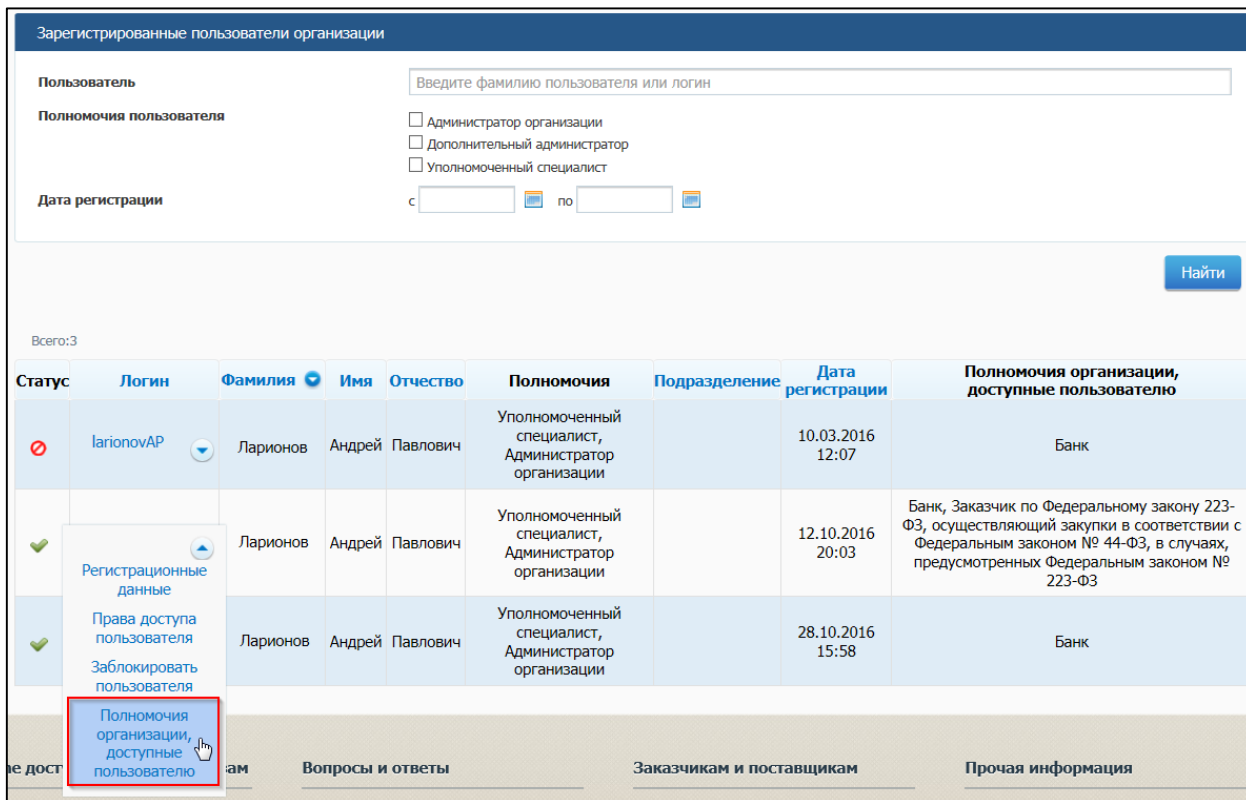 Зарегистрированные пользователи организации
Пользователь
Введите фамилию пользователя или логин
Полномочия пользователя
Администратор организации
Дополнительный администратор
Уполномоченный специалист
Дата регистрации
с
по
Найти
Всего:3
Статус
Логин
Фамилия
Имя
Отчество
Полномочия
Подразделение
Дата
регистрации
Полномочия организации,
доступные пользователю
larionovAP
Ларионов
Андрей
Павлович
Уполномоченный
специалист,
Администратор
организации
10.03.2016
12:07
Банк
Ларионов
Андрей
Павлович
Уполномоченный
специалист,
Администратор
организации
12.10.2016
20:03
Банк, Заказчик по Федеральному закону 223-
ФЗ, осуществляющий закупки в соответствии с
Федеральным законом № 44-ФЗ, в случаях,
предусмотренных Федеральным законом №
223-ФЗ
Регистрационные
данные
Права доступа
пользователя
Заблокировать
пользователя
Полномочия
организации,
доступные
пользователю
Ларионов
Андрей
Павлович
Уполномоченный
специалист,
Администратор
организации
28.10.2016
15:58
Банк
Вопросы и ответы
Заказчикам и поставщикам
Прочая информация